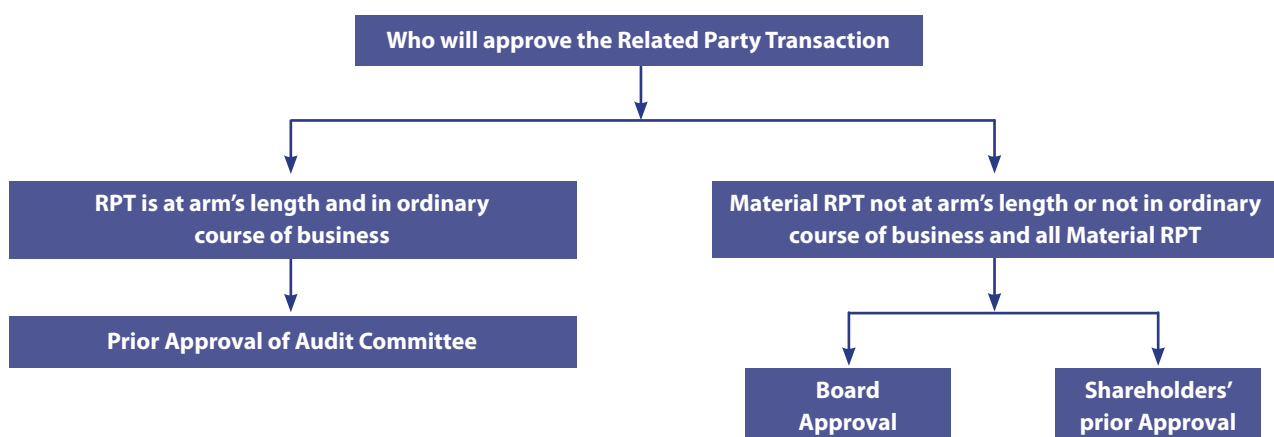 Who will approve the Related Party Transaction
RPT is at arm’s length and in ordinary
course of business
Material RPT not at arm’s length or not in ordinary
course of business and all Material RPT
Prior Approval of Audit Committee
Board
Approval
Shareholders’
prior Approval